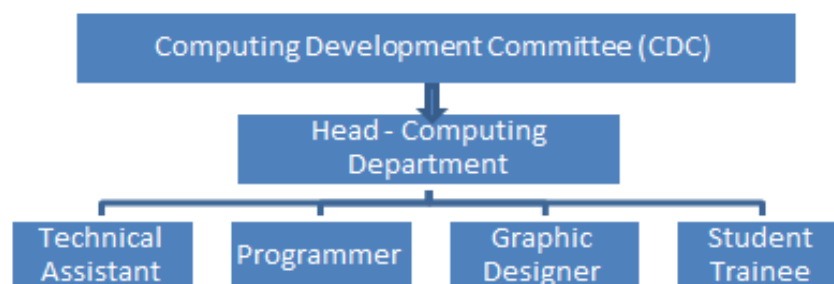 Computing Development Committee (CDC)
Head - Computing
Department
Technical
Assistant
Programmer
Graphic
Designer
Student
Trainee